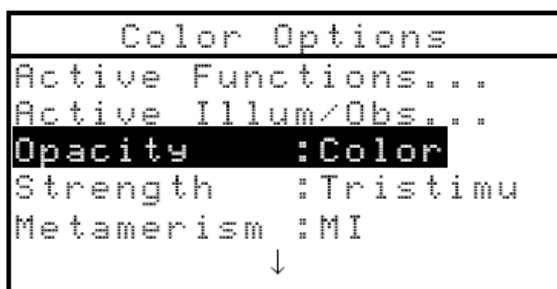 Color Options
Active Functions...
Active Illum/Obs...
Opacity :Color
Strength :Tristimu
Metamerism :MI
↓